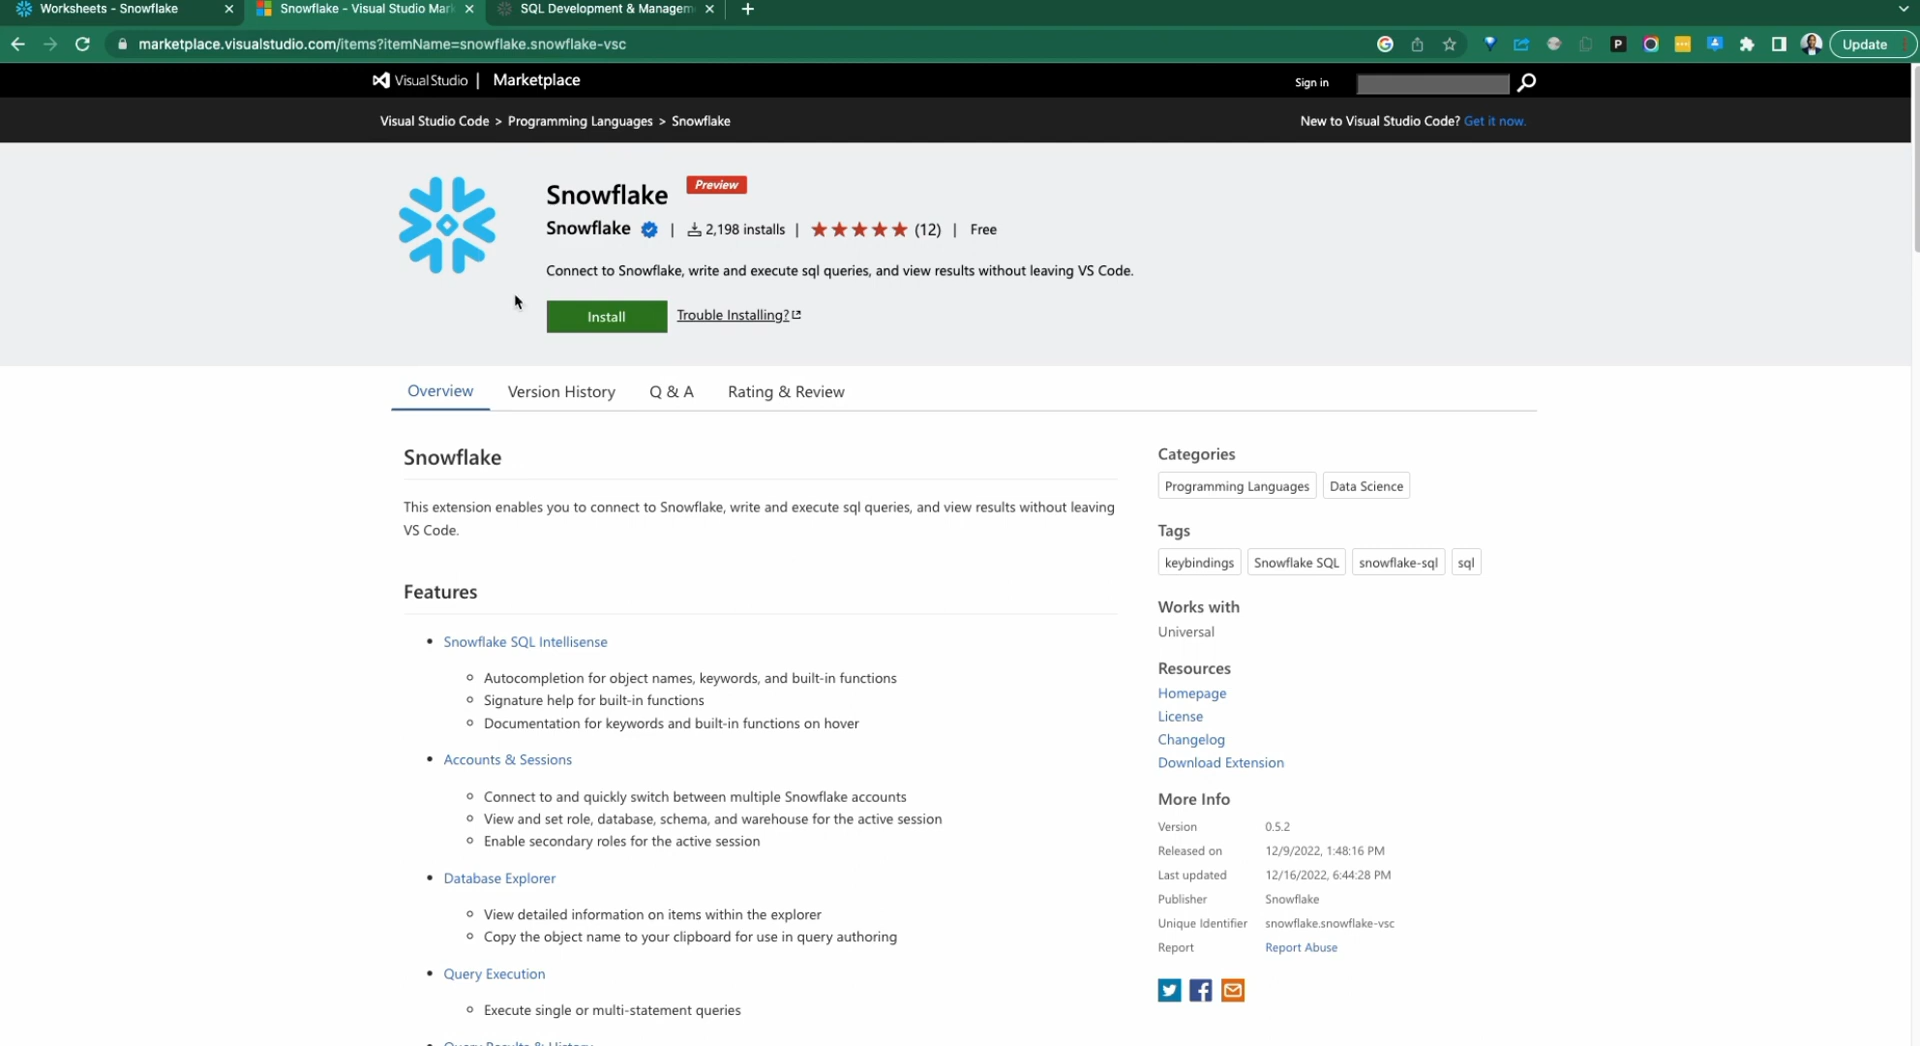 Worksheets - Snowflake
Snowflake - Visual Studio Mar
SQL Development & Managem
marketplace.visualstudio.com/items?itemName=snowflake.snowflake-vsc
P
Update
Visual Studio | Marketplace
Sign in
Visual Studio Code > Programming Languages > Snowflake
New to Visual Studio Code? Get it now.
Snowflake Preview
Snowflake | 2,198 installs | (12) | Free
Connect to Snowflake, write and execute sql queries, and view results without leaving VS Code.
Install Trouble Installing?
Overview Version History Q & A Rating & Review
Snowflake
This extension enables you to connect to Snowflake, write and execute sql queries, and view results without leaving
VS Code.
Features
• Snowflake SQL Intellisense
Autocompletion for object names, keywords, and built-in functions
Signature help for built-in functions
Documentation for keywords and built-in functions on hover
• Accounts & Sessions
Connect to and quickly switch between multiple Snowflake accounts
View and set role, database, schema, and warehouse for the active session
Enable secondary roles for the active session
• Database Explorer
View detailed information on items within the explorer
Copy the object name to your clipboard for use in query authoring
• Query Execution
Execute single or multi-statement queries
Query Results & History
Categories
Programming Languages Data Science
Tags
keybindings Snowflake SQL snowflake-sql sql
Works with
Universal
Resources
Homepage
License
Changelog
Download Extension
More Info
Version 0.5.2
Released on 12/9/2022, 1:48:16 PM
Last updated 12/16/2022, 6:44:28 PM
Publisher Snowflake
Unique Identifier snowflake.snowflake-vsc
Report Report Abuse